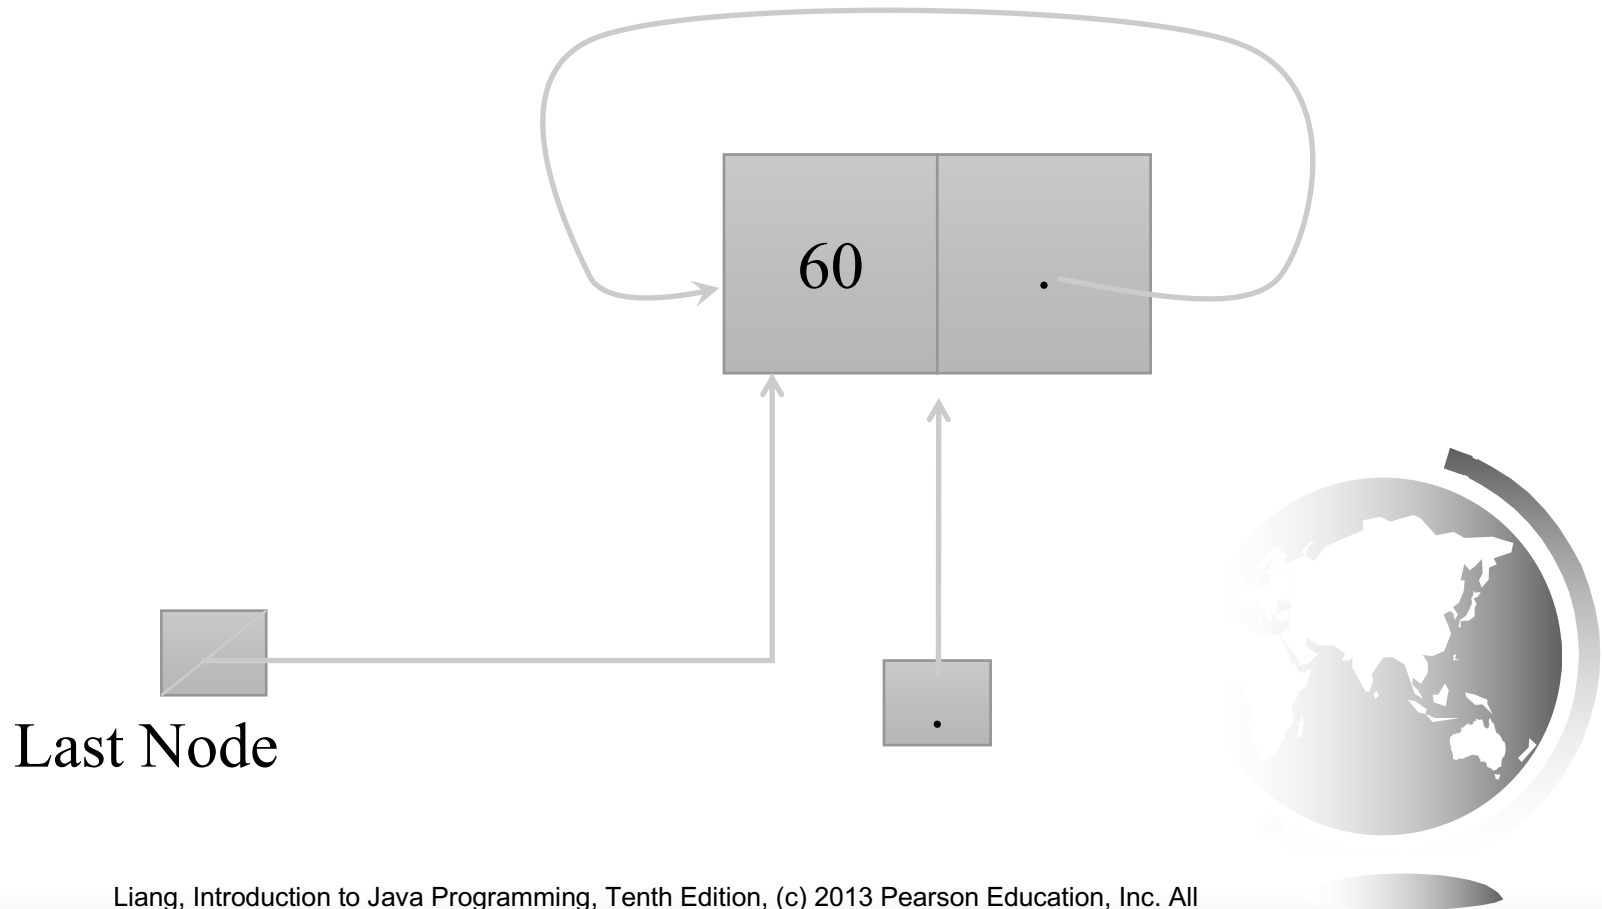 60
.
.
Last Node
Liang, Introduction to Java Programming, Tenth Edition, (c) 2013 Pearson Education, Inc. All